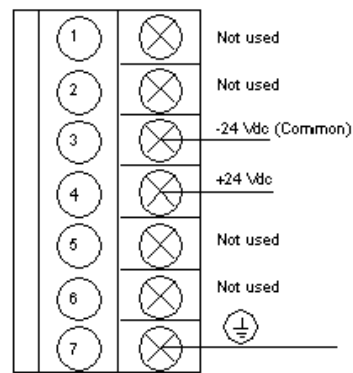 1 Not used
2 Not used
3 -24 Vdc (Common)
4 +24 Vdc
5 Not used
6 Not used
7